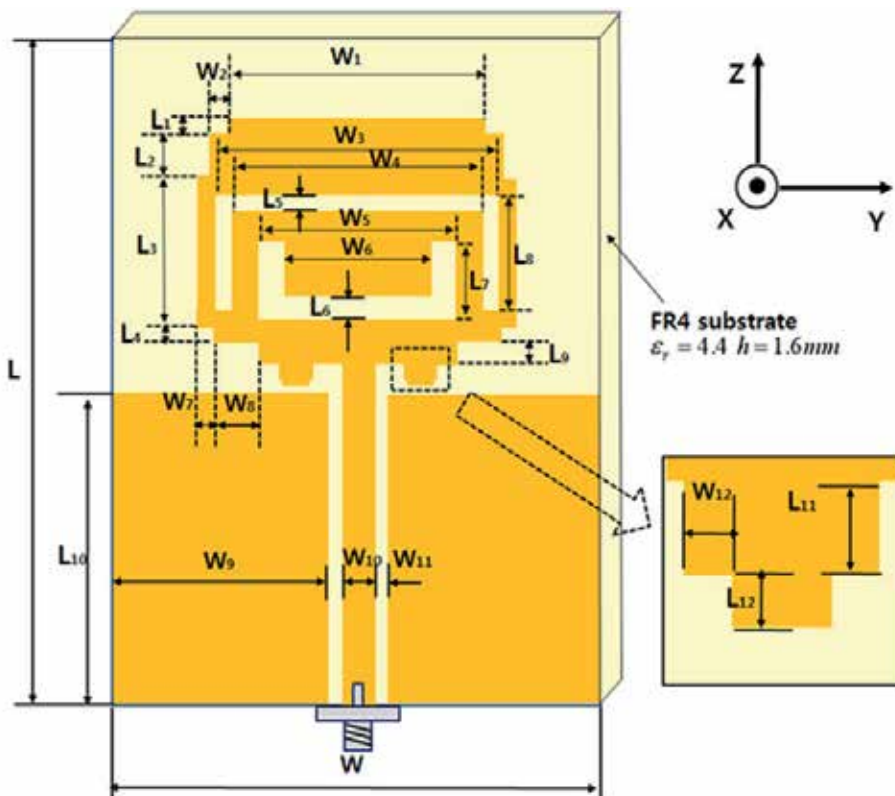 W₁
W₂
L₁
W₃
L₂
W₄
L₅
W₅
L₃
W₆
L₇
L₈
L₆
L₄
L₉
L
W₇
W₈
L₁₀
W₉
W₁₀
W₁₁
W
Z
X
Y
FR4 substrate
εᵣ = 4.4 h = 1.6mm
W₁₂
L₁₁
L₁₂